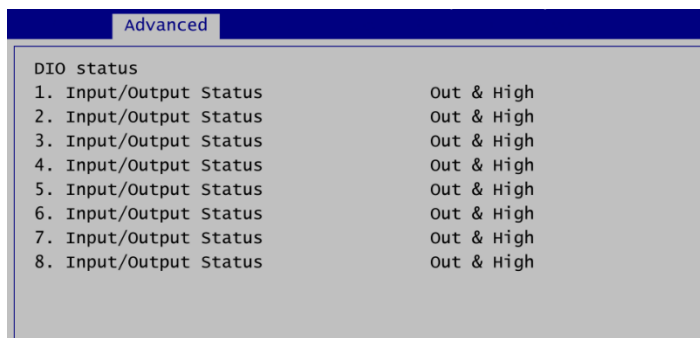 Advanced
DIO status
1. Input/Output Status Out & High
2. Input/Output Status Out & High
3. Input/Output Status Out & High
4. Input/Output Status Out & High
5. Input/Output Status Out & High
6. Input/Output Status Out & High
7. Input/Output Status Out & High
8. Input/Output Status Out & High